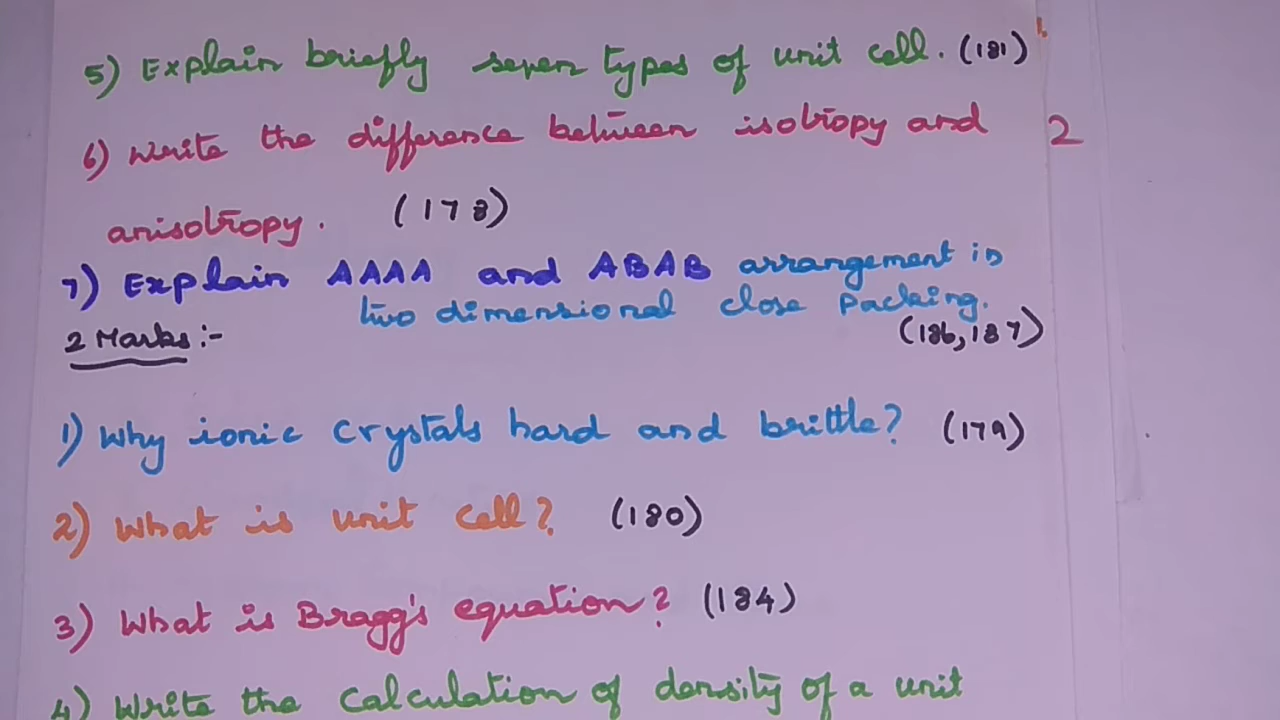 5) Explain briefly seven types of unit cell. (181)
6) Write the difference between isotropy and 2
anisotropy. (178)
7) Explain AAAA and ABAB arrangement in
two dimensional close packing.
2 Marks:- (186,187)
1) Why ionic crystals hard and brittle? (179)
2) What is unit cell? (180)
3) What is Bragg's equation? (184)
4) Write the calculation of density of a unit